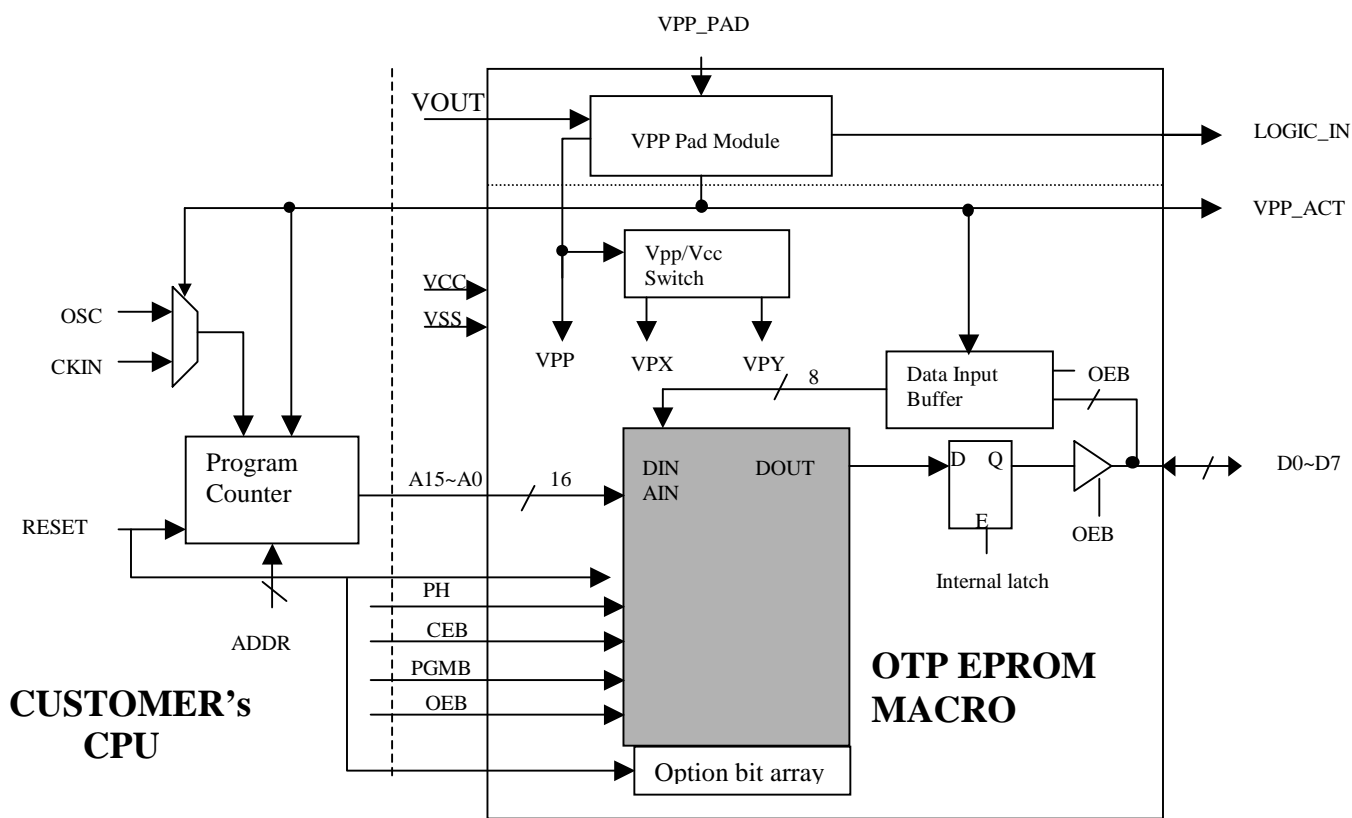 VPP_PAD
VOUT
VPP Pad Module
LOGIC_IN
VPP_ACT
Vpp/Vcc
Switch
VCC
VSS
OSC
CKIN
VPP
VPX
VPY
8
Data Input
Buffer
OEB
Program
Counter
A15~A0
16
DIN
AIN
DOUT
D
Q
E
D0~D7
OEB
RESET
Internal latch
PH
ADDR
CEB
PGMB
OEB
OTP EPROM
MACRO
CUSTOMER's
CPU
Option bit array